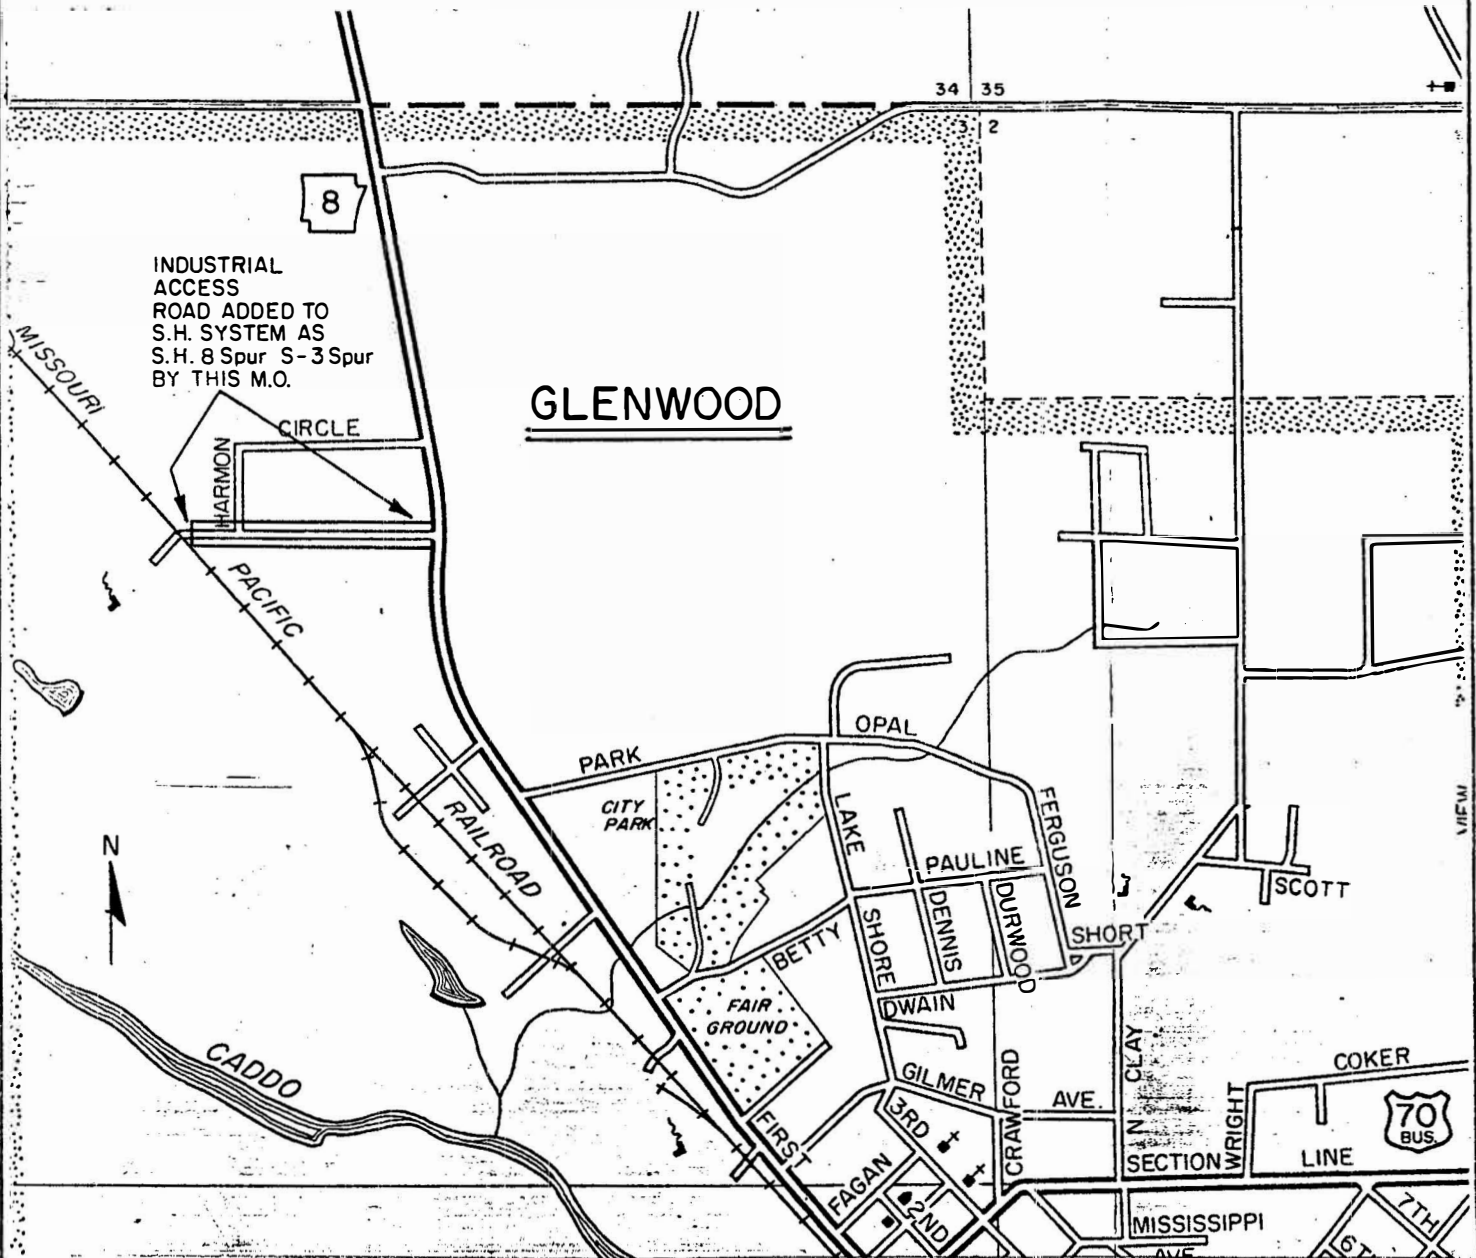 34 35
3 2
8
INDUSTRIAL
ACCESS
ROAD ADDED TO
S.H. SYSTEM AS
S.H. 8 Spur S-3 Spur
BY THIS M.O.
MISSOURI
GLENWOOD
CIRCLE
HARMON
PACIFIC
OPAL
PARK
CITY
PARK
LAKE
FERGUSON
VIEW
RAILROAD
N
PAULINE
SCOTT
SHORE
DENNIS
DURWOOD
SHORT
BETTY
DWAIN
FAIR
GROUND
CADDO
GILMER
CRAWFORD
AVE.
N CLAY
COKER
WRIGHT
70
BUS.
3RD
FIRST
SECTION
LINE
FAGAN
2ND
MISSISSIPPI
AVE
7TH